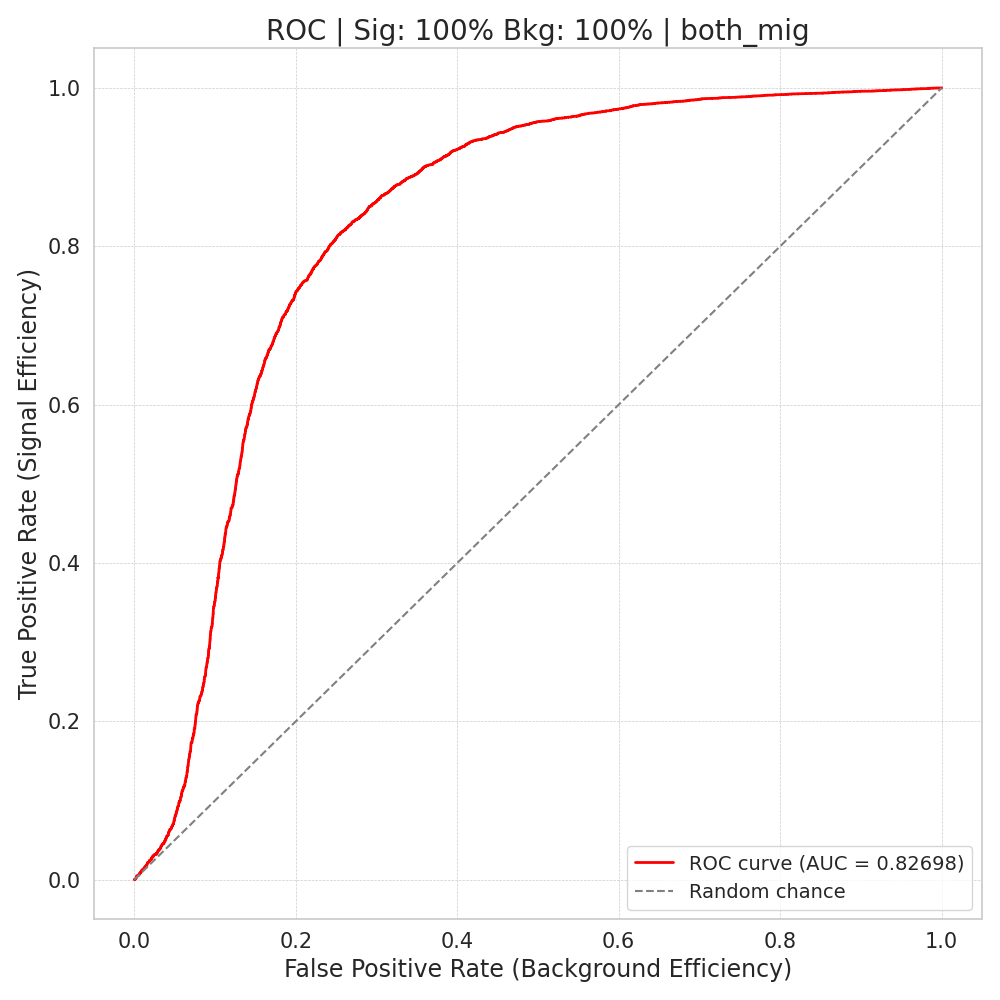 ROC | Sig: 100% Bkg: 100% | both_mig
True Positive Rate (Signal Efficiency)
1.0
0.8
0.6
0.4
0.2
0.0
0.0 0.2 0.4 0.6 0.8 1.0
False Positive Rate (Background Efficiency)
ROC curve (AUC = 0.82698)
Random chance